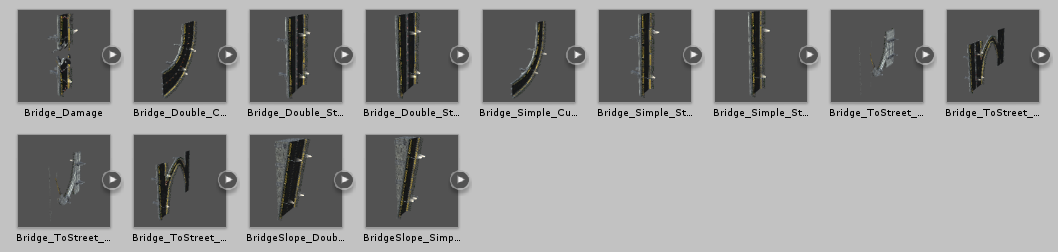 Bridge_Damage
Bridge_Double_C...
Bridge_Double_St...
Bridge_Double_St...
Bridge_Simple_Cu...
Bridge_Simple_St...
Bridge_Simple_St...
Bridge_ToStreet_...
Bridge_ToStreet_...
Bridge_ToStreet_...
Bridge_ToStreet_...
BridgeSlope_Doub...
BridgeSlope_Simp...